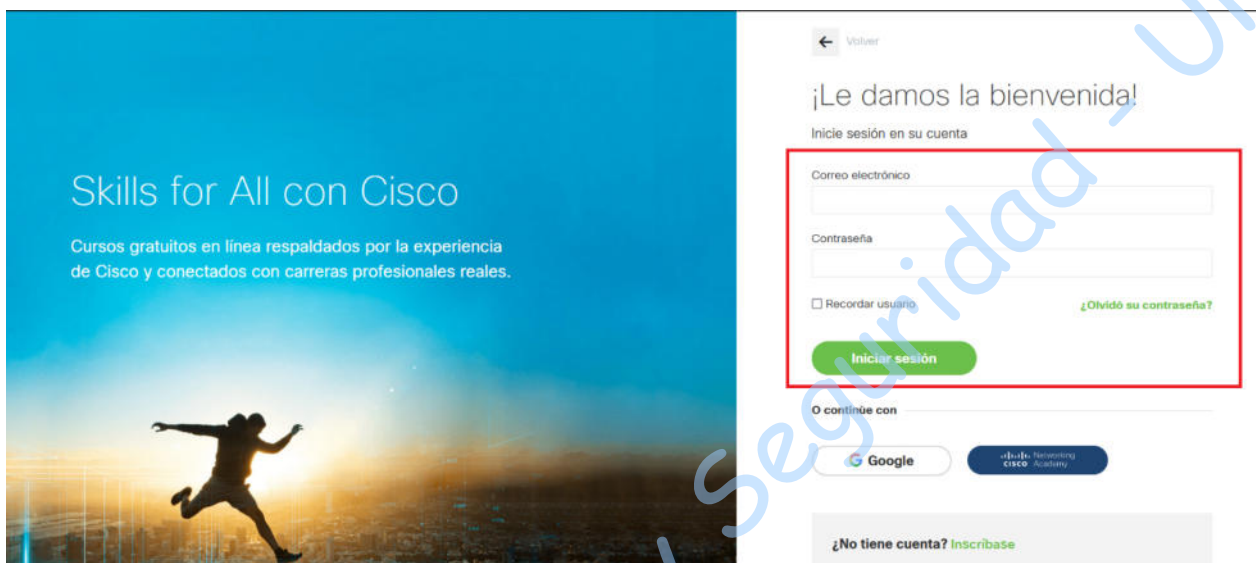 Volver
¡Le damos la bienvenida!
Inicie sesión en su cuenta
Skills for All con Cisco
Cursos gratuitos en línea respaldados por la experiencia
de Cisco y conectados con carreras profesionales reales.
Correo electrónico
Contraseña
Recordar usuario
¿Olvidó su contraseña?
Iniciar sesión
O continúe con
Google
Networking
CISCO Academy
¿No tiene cuenta? Inscríbase
Seguridad -